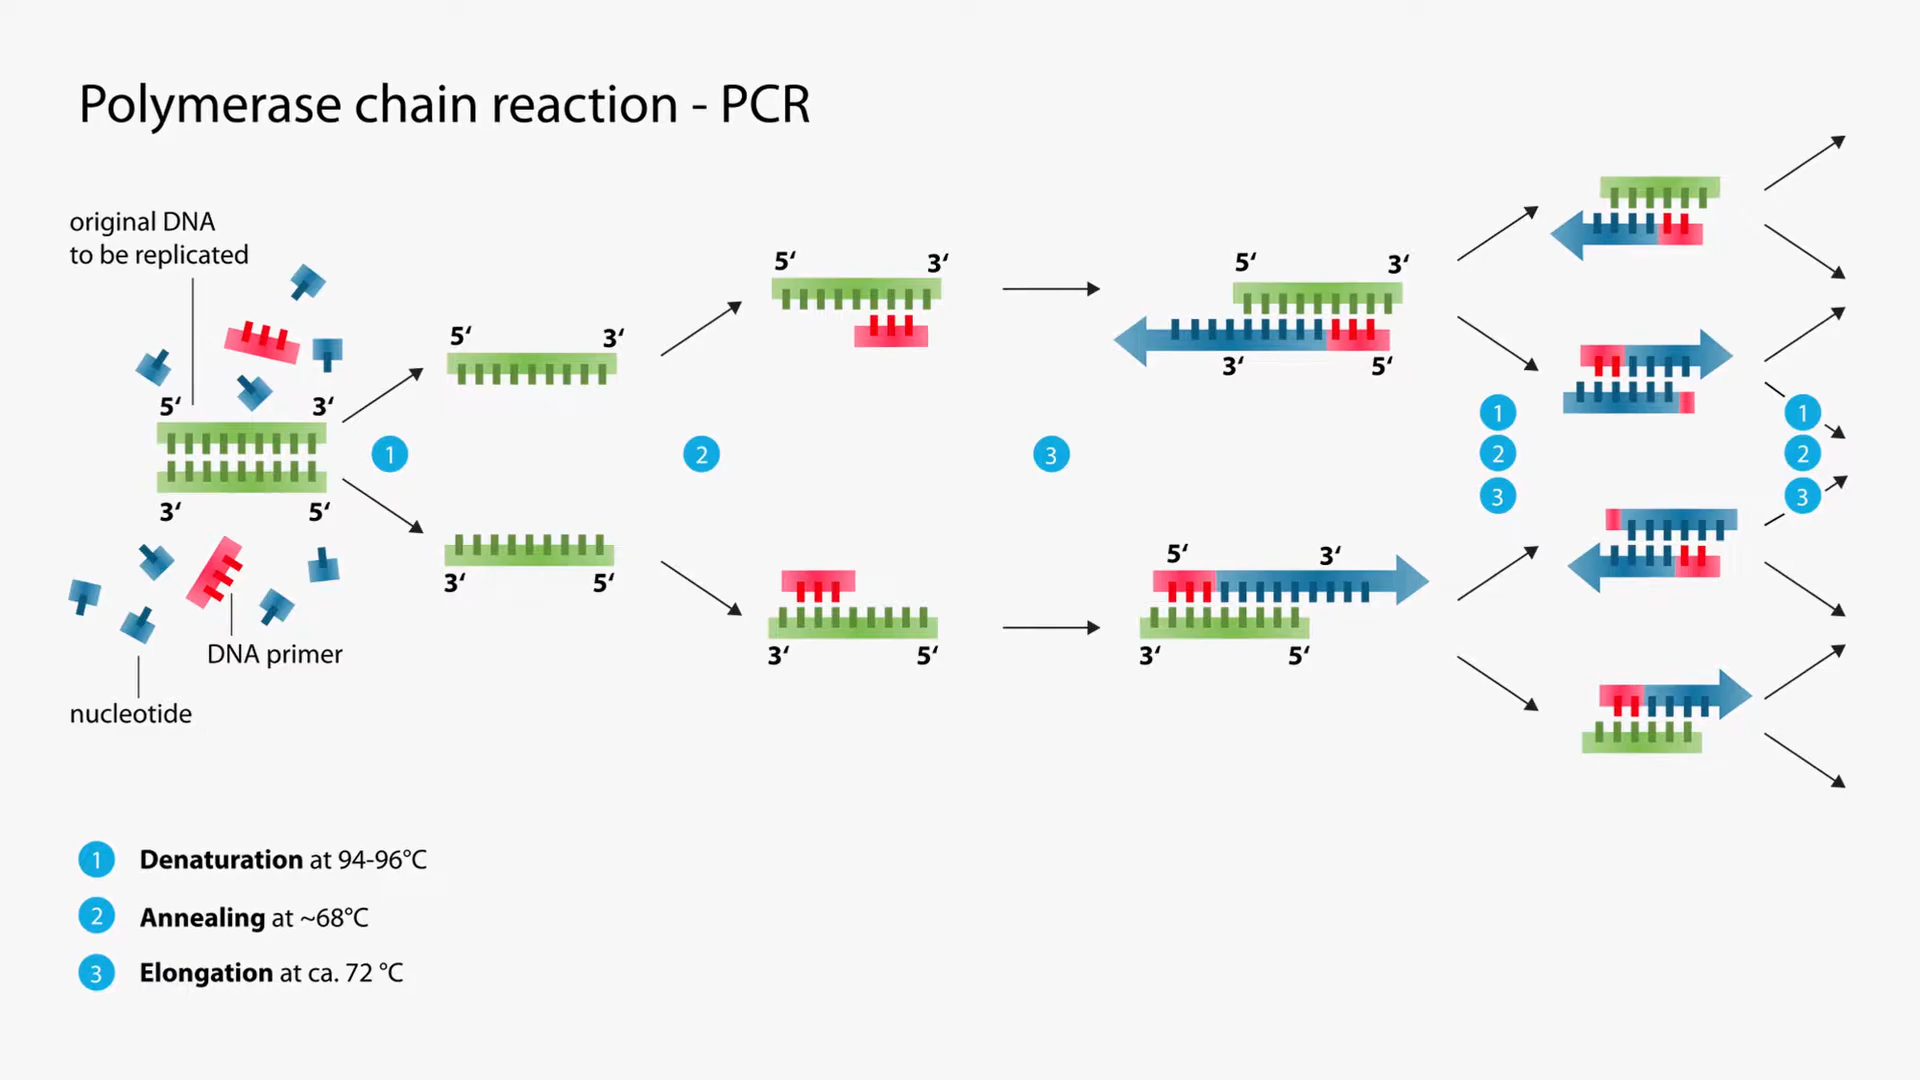 Polymerase chain reaction - PCR
original DNA
to be replicated
5‘ 3‘
3‘ 5‘
DNA primer
nucleotide
1
5‘ 3‘
3‘ 5‘
2
5‘ 3‘
3‘ 5‘
3
5‘ 3‘
3‘ 5‘
5‘ 3‘
3‘ 5‘
1
2
3
1
2
3
1 Denaturation at 94-96°C
2 Annealing at ~68°C
3 Elongation at ca. 72 °C